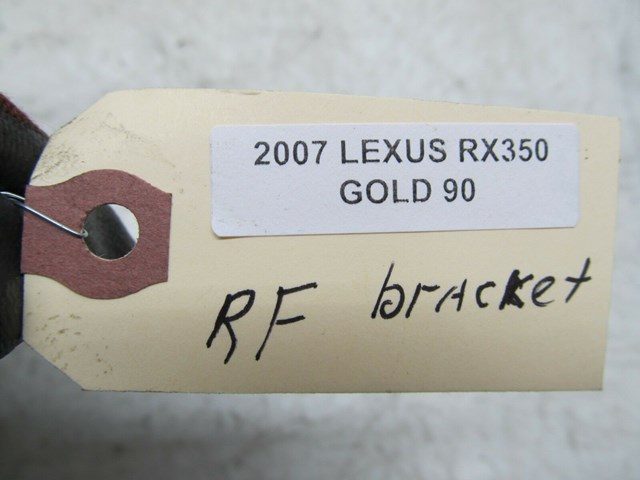 2007 LEXUS RX350
GOLD 90
RF bracket